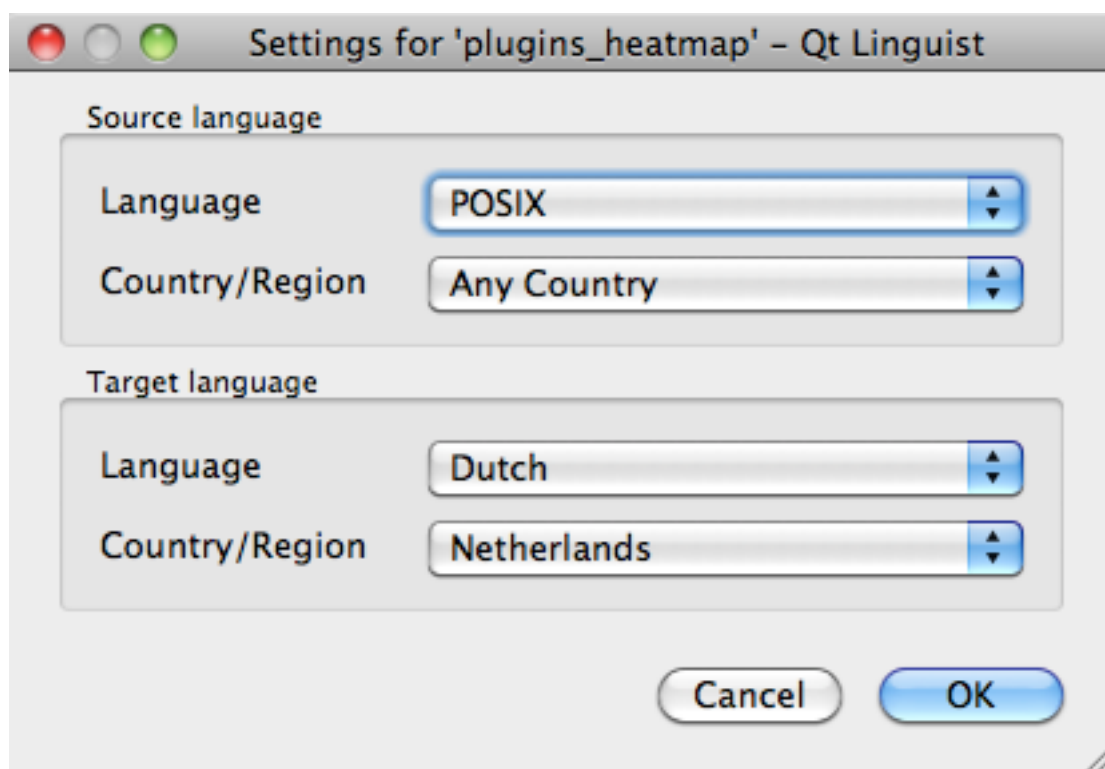 Settings for 'plugins_heatmap' – Qt Linguist
Source language
Language POSIX
Country/Region Any Country
Target language
Language Dutch
Country/Region Netherlands
Cancel OK